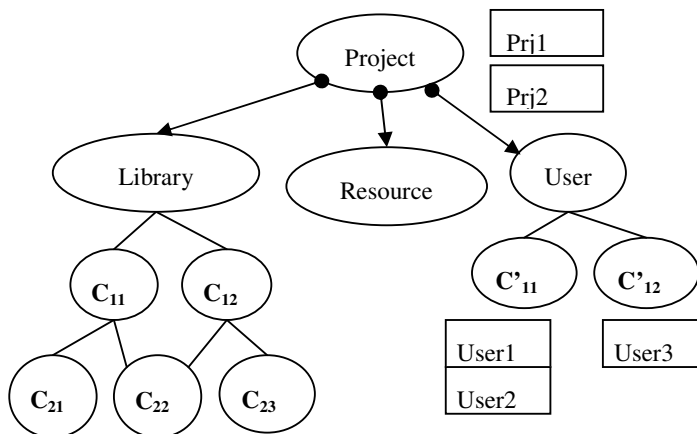 Project
Prj1
Prj2
Library
Resource
User
C₁₁
C₁₂
C’₁₁
C’₁₂
User1
User3
User2
C₂₁
C₂₂
C₂₃